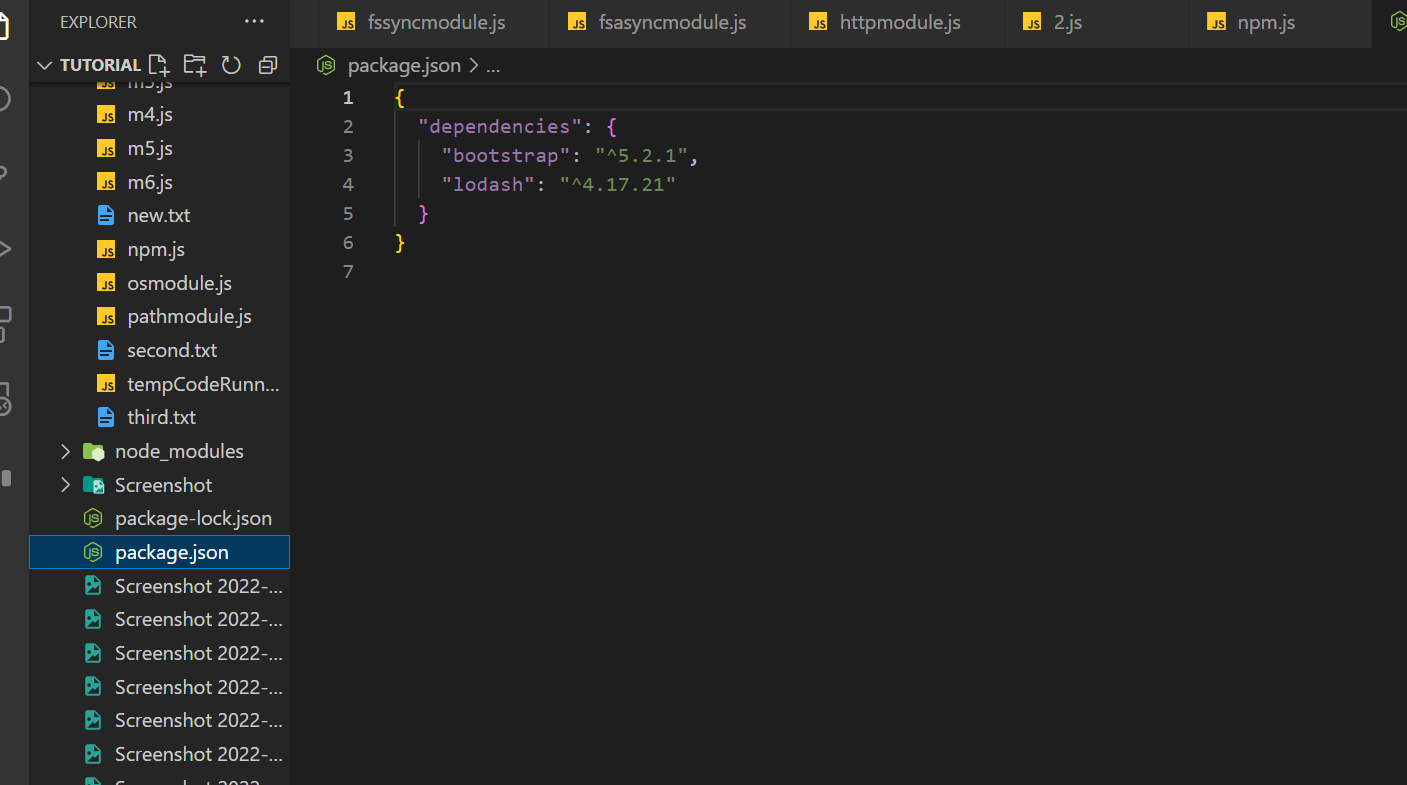 EXPLORER
fssyncmodule.js
fsasyncmodule.js
httpmodule.js
2.js
npm.js
TUTORIAL
m4.js
m5.js
m6.js
new.txt
npm.js
osmodule.js
pathmodule.js
second.txt
tempCodeRunn...
third.txt
node_modules
Screenshot
package-lock.json
package.json
Screenshot 2022-...
Screenshot 2022-...
Screenshot 2022-...
Screenshot 2022-...
Screenshot 2022-...
Screenshot 2022-...
package.json > ...
1 {
2 "dependencies": {
3 "bootstrap": "^5.2.1",
4 "lodash": "^4.17.21"
5 }
6 }
7